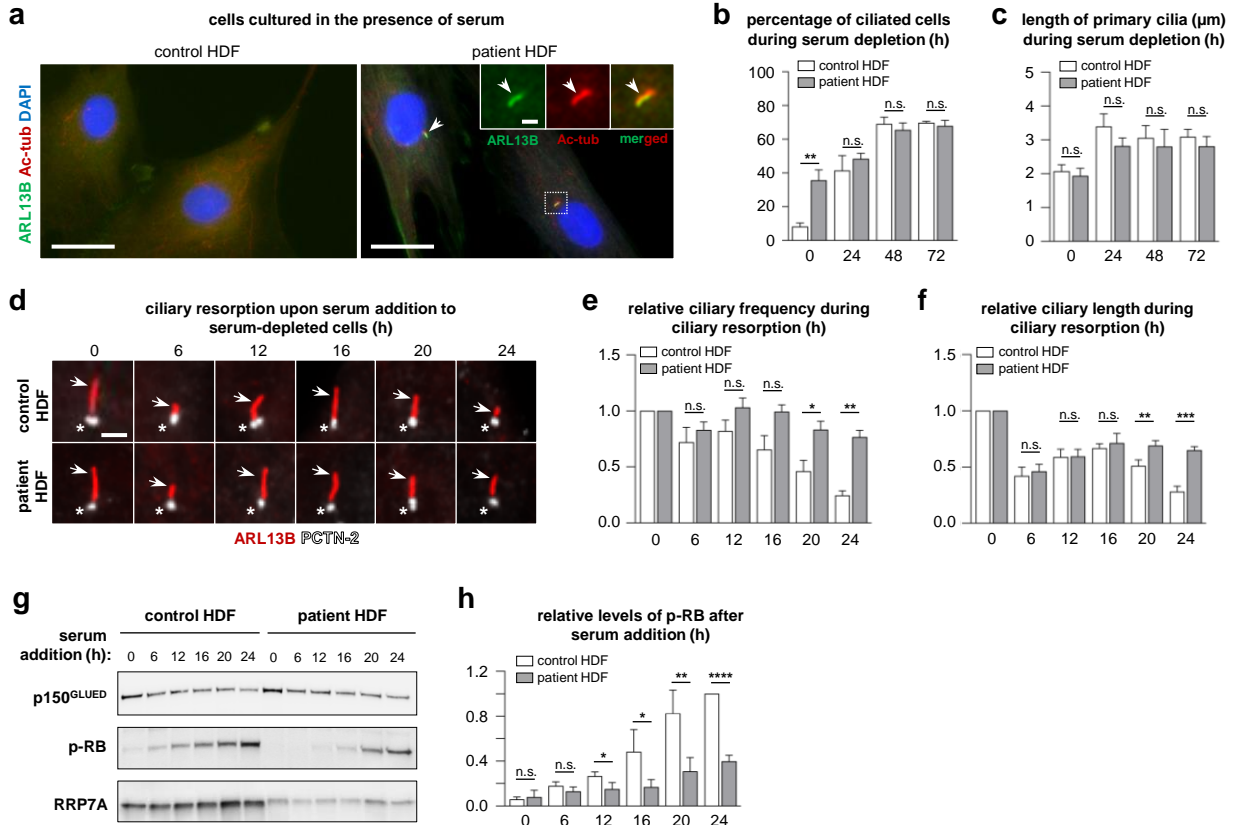 a
cells cultured in the presence of serum
control HDF
patient HDF
ARL13B Ac-tub DAPI
ARL13B
Ac-tub
merged
b
percentage of ciliated cells
during serum depletion (h)
control HDF
patient HDF
100
80
60
40
20
0
**
n.s.
n.s.
n.s.
0 24 48 72
c
length of primary cilia (µm)
during serum depletion (h)
control HDF
patient HDF
5
4
3
2
1
0
n.s.
n.s.
n.s.
n.s.
0 24 48 72
d
ciliary resorption upon serum addition to
serum-depleted cells (h)
0 6 12 16 20 24
control
HDF
* * * * * *
patient
HDF
* * * * * *
ARL13B PCTN-2
e
relative ciliary frequency during
ciliary resorption (h)
control HDF
patient HDF
1.5
1.0
0.5
0.0
n.s.
n.s.
n.s.
*
**
0 6 12 16 20 24
f
relative ciliary length during
ciliary resorption (h)
control HDF
patient HDF
1.5
1.0
0.5
0.0
n.s.
n.s.
n.s.
**
***
0 6 12 16 20 24
g
control HDF patient HDF
serum
addition (h):
0 6 12 16 20 24 0 6 12 16 20 24
p150GLUED
p-RB
RRP7A
h
relative levels of p-RB after
serum addition (h)
control HDF
patient HDF
1.2
0.8
0.4
0.0
n.s.
n.s.
*
*
**
****
0 6 12 16 20 24